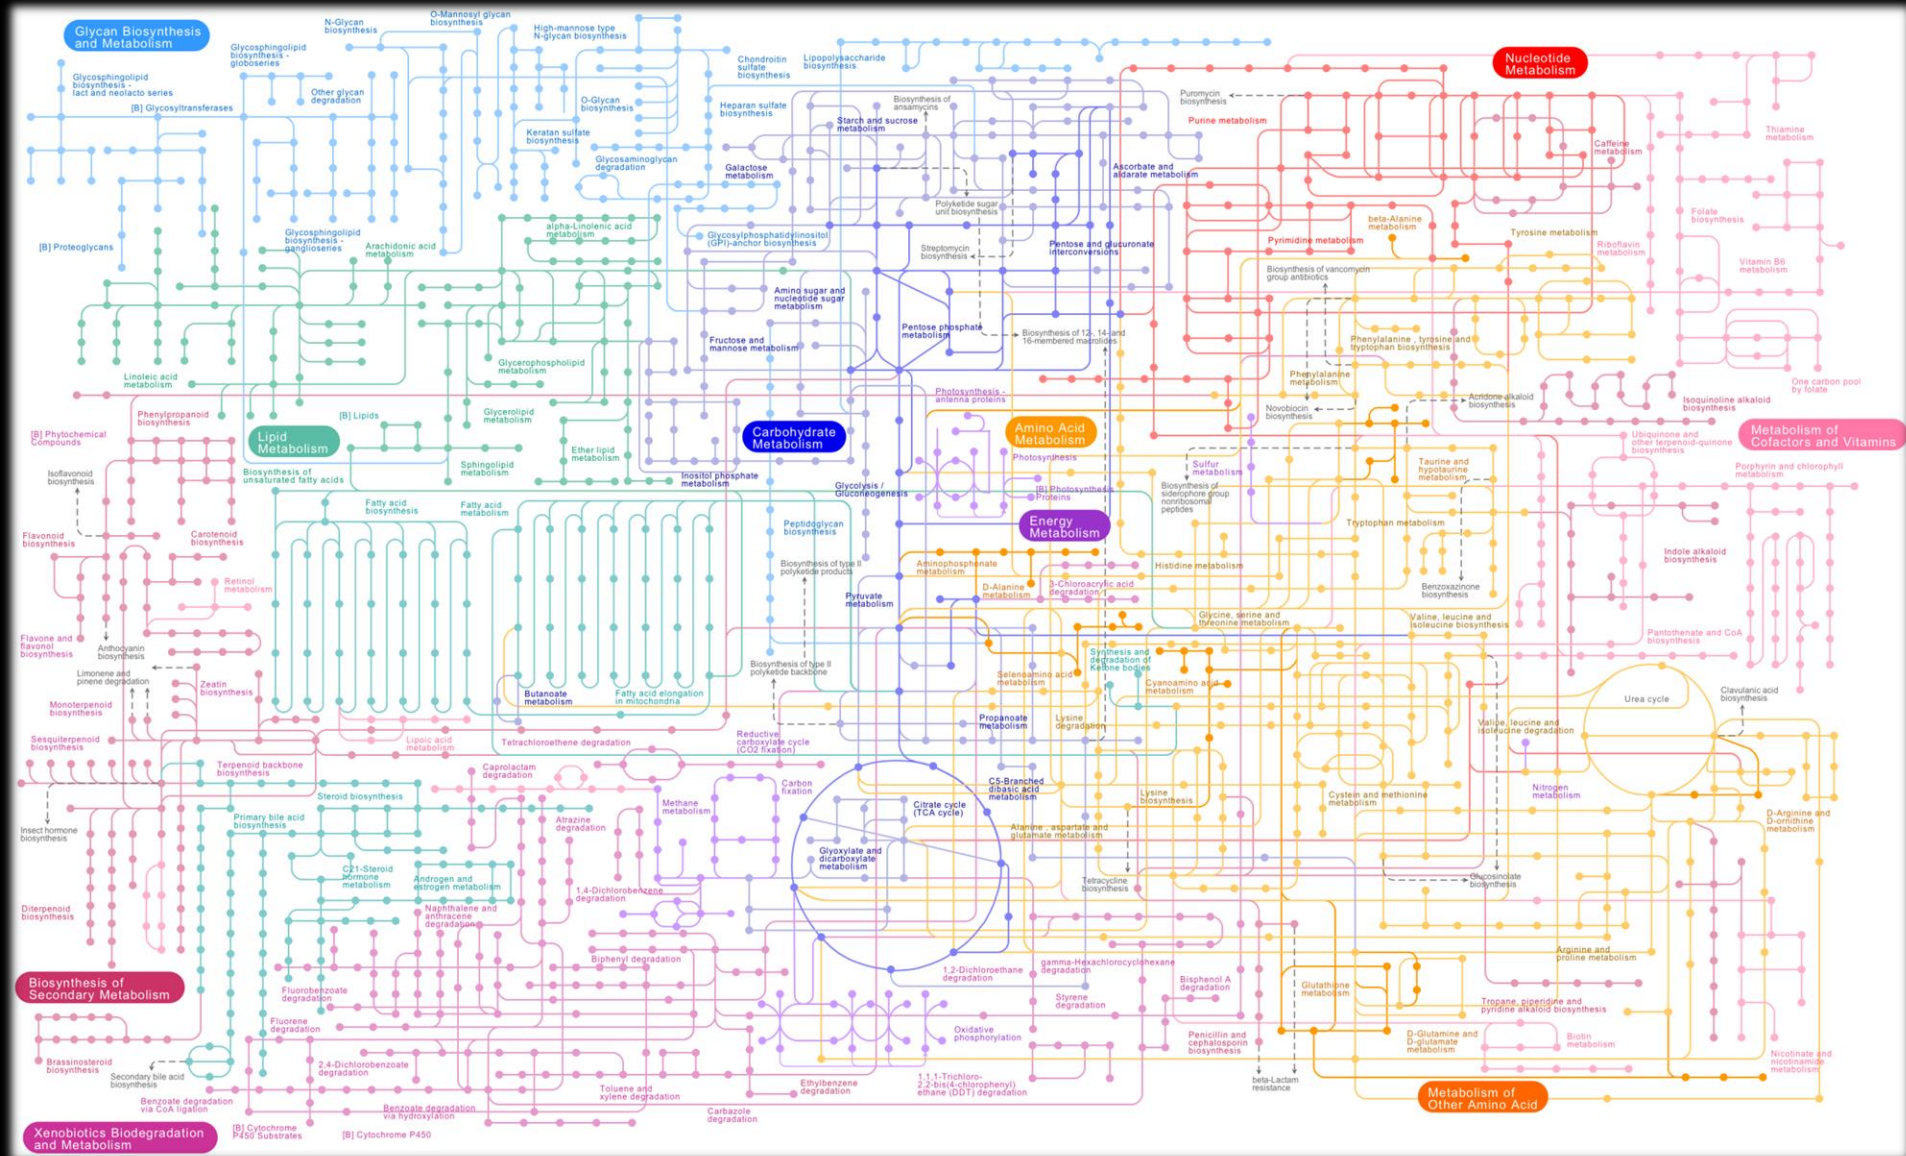 Glycan Biosynthesis
and Metabolism
N-Glycan
biosynthesis
O-Mannosyl glycan
biosynthesis
High-mannose type
N-glycan biosynthesis
Glycosphingolipid
biosynthesis -
globoseries
Chondroitin
sulfate
biosynthesis
Lipopolysaccharide
biosynthesis
Nucleotide
Metabolism
Glycosphingolipid
biosynthesis -
lact and neolacto series
Other glycan
degradation
[B] Glycosyltransferases
O-Glycan
biosynthesis
Heparan sulfate
biosynthesis
Biosynthesis of
ansamycins
Puromycin
biosynthesis
Starch and sucrose
metabolism
Purine metabolism
Thiamine
metabolism
Keratan sulfate
biosynthesis
Caffeine
metabolism
Glycosaminoglycan
degradation
Galactose
metabolism
Ascorbate and
aldarate metabolism
Polyketide sugar
unit biosynthesis
Folate
biosynthesis
alpha-Linolenic acid
metabolism
beta-Alanine
metabolism
Glycosphingolipid
biosynthesis -
ganglioseries
Arachidonic acid
metabolism
[B] Proteoglycans
Glycosylphosphatidylinositol
(GPI)-anchor biosynthesis
Streptomycin
biosynthesis
Pentose and glucuronate
interconversions
Pyrimidine metabolism
Tyrosine metabolism
Riboflavin
metabolism
Vitamin B6
metabolism
Biosynthesis of vancomycin
group antibiotics
Amino sugar and
nucleotide sugar
metabolism
Pentose phosphate
metabolism
Biosynthesis of 12-, 14- and
16-membered macrolides
Fructose and
mannose metabolism
Phenylalanine , tyrosine and
tryptophan biosynthesis
Glycerophospholipid
metabolism
Linoleic acid
metabolism
Phenylalanine
metabolism
One carbon pool
by folate
Photosynthesis -
antenna proteins
Acridone alkaloid
biosynthesis
Isoquinoline alkaloid
biosynthesis
Novobiocin
biosynthesis
Phenylpropanoid
biosynthesis
[B] Lipids
Glycerolipid
metabolism
Lipid
Metabolism
Carbohydrate
Metabolism
Amino Acid
Metabolism
Metabolism of
Cofactors and Vitamins
[B] Phytochemical
Compounds
Ubiquinone and
other terpenoid-quinone
biosynthesis
Ether lipid
metabolism
Photosynthesis
Isoflavonoid
biosynthesis
Biosynthesis of
unsaturated fatty acids
Sphingolipid
metabolism
Inositol phosphate
metabolism
Sulfur
metabolism
Taurine and
hypotaurine
metabolism
Porphyrin and chlorophyll
metabolism
Glycolysis /
Gluconeogenesis
[B] Photosynthesis
Proteins
Biosynthesis of
siderophore group
nonribosomal
peptides
Fatty acid
biosynthesis
Fatty acid
metabolism
Energy
Metabolism
Peptidoglycan
biosynthesis
Tryptophan metabolism
Flavonoid
biosynthesis
Carotenoid
biosynthesis
Indole alkaloid
biosynthesis
Biosynthesis of type II
polyketide products
Aminophosphonate
metabolism
Histidine metabolism
Retinol
metabolism
D-Alanine
metabolism
3-Chloroacrylic acid
degradation
Benzoxazinone
biosynthesis
Pyruvate
metabolism
Glycine, serine and
threonine metabolism
Valine, leucine and
isoleucine biosynthesis
Flavone and
flavonol
biosynthesis
Anthocyanin
biosynthesis
Pantothenate and CoA
biosynthesis
Limonene and
pinene degradation
Biosynthesis of type II
polyketide backbone
Synthesis and
degradation of
Ketone bodies
Selenoamino acid
metabolism
Cyanoamino acid
metabolism
Zeatin
biosynthesis
Butanoate
metabolism
Fatty acid elongation
in mitochondria
Urea cycle
Clavulanic acid
biosynthesis
Monoterpenoid
biosynthesis
Propanoate
metabolism
Lysine
degradation
Valine, leucine and
isoleucine degradation
Sesquiterpenoid
biosynthesis
Lipoic acid
metabolism
Tetrachloroethene degradation
Reductive
carboxylate cycle
(CO2 fixation)
Terpenoid backbone
biosynthesis
Caprolactam
degradation
Carbon
fixation
C5-Branched
dibasic acid
metabolism
Lysine
biosynthesis
Cystein and methionine
metabolism
Nitrogen
metabolism
Steroid biosynthesis
Methane
metabolism
Citrate cycle
(TCA cycle)
Primary bile acid
biosynthesis
Atrazine
degradation
Alanine , aspartate and
glutamate metabolism
D-Arginine and
D-ornithine
metabolism
Insect hormone
biosynthesis
Glyoxylate and
dicarboxylate
metabolism
C21-Steroid
hormone
metabolism
Androgen and
estrogen metabolism
1,4-Dichlorobenzene
degradation
Tetracycline
biosynthesis
Glucosinolate
biosynthesis
Diterpenoid
biosynthesis
Naphthalene and
anthracene
degradation
Biphenyl degradation
Arginine and
proline metabolism
Biosynthesis of
Secondary Metabolism
1,2-Dichloroethane
degradation
gamma-Hexachlorocyclohexane
degradation
Bisphenol A
degradation
Fluorobenzoate
degradation
Styrene
degradation
Glutathione
metabolism
Tropane, piperidine and
pyridine alkaloid biosynthesis
Fluorene
degradation
Oxidative
phosphorylation
Penicillin and
cephalosporin
biosynthesis
D-Glutamine and
D-glutamate
metabolism
Biotin
metabolism
Nicotinate and
nicotinamide
metabolism
Brassinosteroid
biosynthesis
Secondary bile acid
biosynthesis
2,4-Dichlorobenzoate
degradation
Toluene and
xylene degradation
Ethylbenzene
degradation
1,1,1-Trichloro-
2,2-bis(4-chlorophenyl)
ethane (DDT) degradation
beta-Lactam
resistance
Metabolism of
Other Amino Acid
Benzoate degradation
via CoA ligation
Benzoate degradation
via hydroxylation
Carbazole
degradation
Xenobiotics Biodegradation
and Metabolism
[B] Cytochrome
P450 Substrates
[B] Cytochrome P450